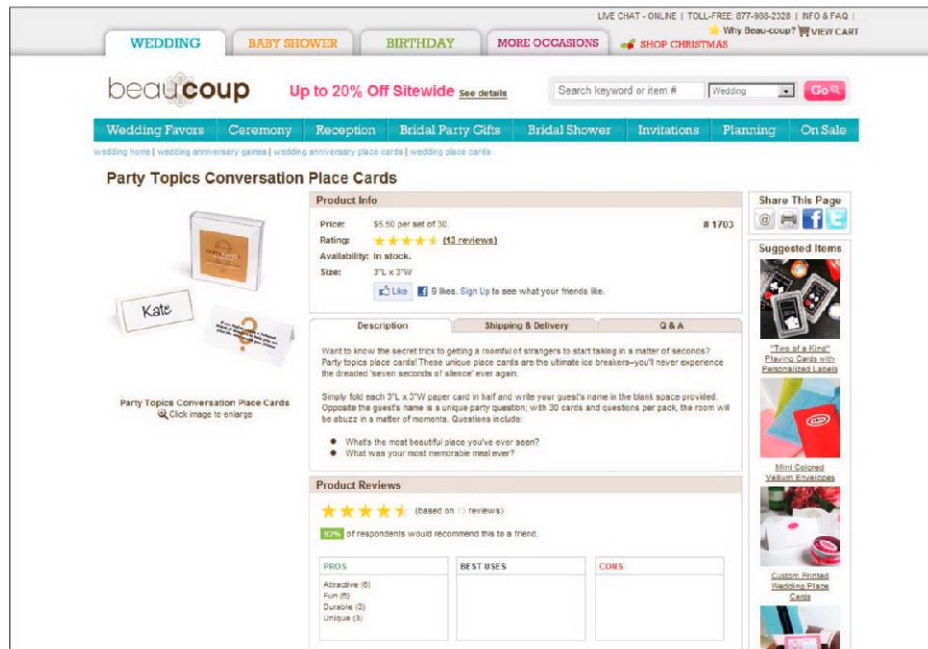 LIVE CHAT - ONLINE | TOLL-FREE: 877-988-2328 | INFO & FAQ |
Why Beau-coup? VIEW CART
WEDDING BABY SHOWER BIRTHDAY MORE OCCASIONS SHOP CHRISTMAS
beaucoup
Up to 20% Off Sitewide See details
Search keyword or item # Wedding Go
Wedding Favors Ceremony Reception Bridal Party Gifts Bridal Shower Invitations Planning On Sale
wedding home | wedding anniversary games | wedding anniversary place cards | wedding place cards
Party Topics Conversation Place Cards
Kate
Party Topics Conversation Place Cards
Click image to enlarge
Product Info
Price: $5.50 per set of 30. # 1703
Rating: (13 reviews)
Availability: In stock.
Size: 3"L x 3"W
Like 9 likes. Sign Up to see what your friends like.
Description Shipping & Delivery Q & A
Want to know the secret trick to getting a roomful of strangers to start taking in a matter of seconds?
Party topics place cards! These unique place cards are the ultimate ice breakers--you'll never experience
the dreaded 'seven seconds of silence' ever again.
Simply fold each 3"L x 3"W paper card in half and write your guest's name in the blank space provided.
Opposite the guest's name is a unique party question; with 30 cards and questions per pack, the room will
be abuzz in a matter of moments. Questions include:
What's the most beautiful place you've ever seen?
What was your most memorable meal ever?
Product Reviews
(based on 13 reviews)
92% of respondents would recommend this to a friend.
PROS
Attractive (6)
Fun (6)
Durable (3)
Unique (3)
BEST USES
CONS
Share This Page
Suggested Items
"Two of a Kind"
Playing Cards with
Personalized Labels
Mini Colored
Vellum Envelopes
Custom Printed
Wedding Place
Cards